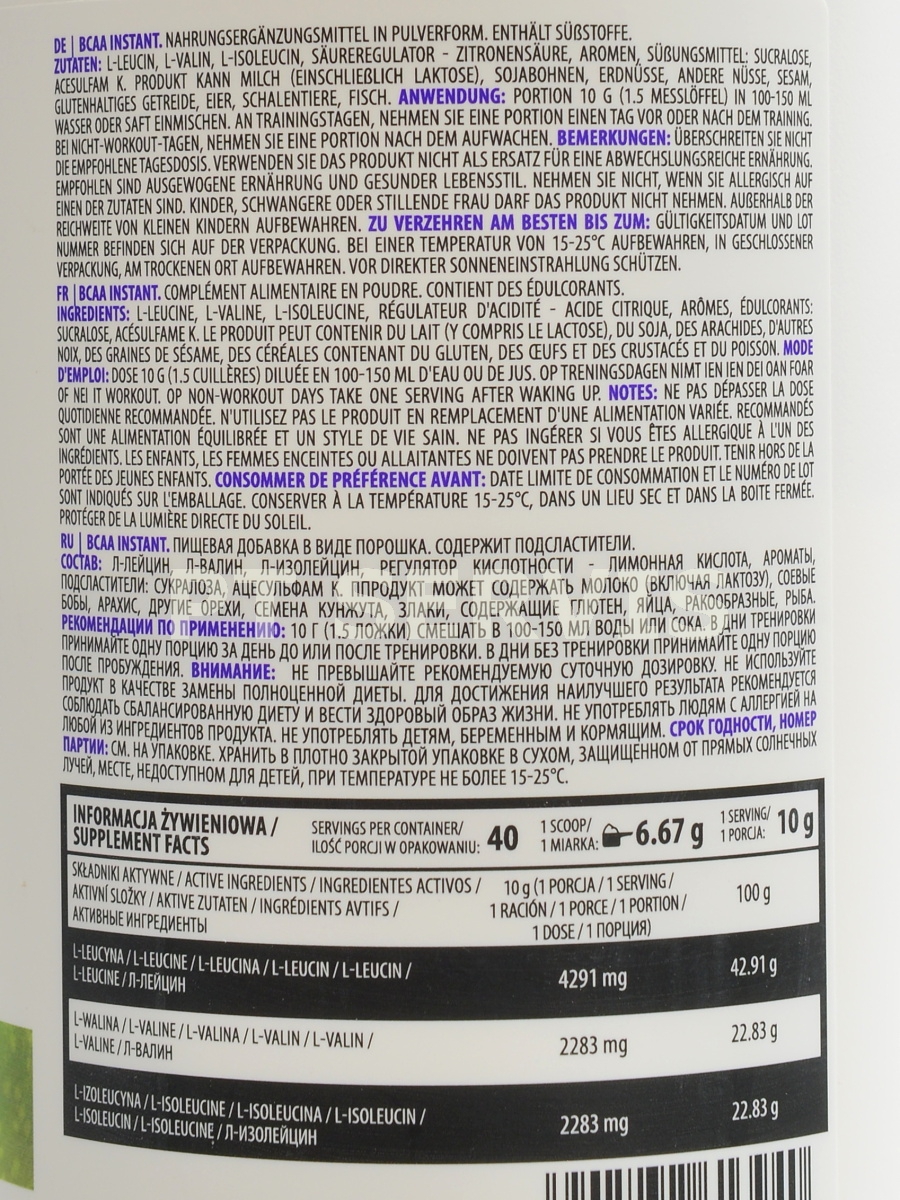 DE | BCAA INSTANT. NAHRUNGSERGÄNZUNGSMITTEL IN PULVERFORM. ENTHÄLT SÜßSTOFFE.
ZUTATEN: L-LEUCIN, L-VALIN, L-ISOLEUCIN, SÄUREREGULATOR - ZITRONENSÄURE, AROMEN, SÜßUNGSMITTEL: SUCRALOSE,
ACESULFAM K. PRODUKT KANN MILCH (EINSCHLIEßLICH LAKTOSE), SOJABOHNEN, ERDNÜSSE, ANDERE NÜSSE, SESAM,
GLUTENHALTIGES GETREIDE, EIER, SCHALENTIERE, FISCH. ANWENDUNG: PORTION 10 G (1.5 MESSLÖFFEL) IN 100-150 ML
WASSER ODER SAFT EINMISCHEN. AN TRAININGSTAGEN, NEHMEN SIE EINE PORTION EINEN TAG VOR ODER NACH DEM TRAINING.
BEI NICHT-WORKOUT-TAGEN, NEHMEN SIE EINE PORTION NACH DEM AUFWACHEN. BEMERKUNGEN: ÜBERSCHREITEN SIE NICHT
DIE EMPFOHLENE TAGESDOSIS. VERWENDEN SIE DAS PRODUKT NICHT ALS ERSATZ FÜR EINE ABWECHSLUNGSREICHE ERNÄHRUNG.
EMPFOHLEN SIND AUSGEWOGENE ERNÄHRUNG UND GESUNDER LEBENSSTIL. NEHMEN SIE NICHT, WENN SIE ALLERGISCH AUF
EINEN DER ZUTATEN SIND. KINDER, SCHWANGERE ODER STILLENDE FRAU DARF DAS PRODUKT NICHT NEHMEN. AUßERHALB DER
REICHWEITE VON KLEINEN KINDERN AUFBEWAHREN. ZU VERZEHREN AM BESTEN BIS ZUM: GÜLTIGKEITSDATUM UND LOT
NUMMER BEFINDEN SICH AUF DER VERPACKUNG. BEI EINER TEMPERATUR VON 15-25°C AUFBEWAHREN, IN GESCHLOSSENER
VERPACKUNG, AM TROCKENEN ORT AUFBEWAHREN. VOR DIREKTER SONNENEINSTRAHLUNG SCHÜTZEN.
FR | BCAA INSTANT. COMPLÉMENT ALIMENTAIRE EN POUDRE. CONTIENT DES ÉDULCORANTS.
INGREDIENTS: L-LEUCINE, L-VALINE, L-ISOLEUCINE, RÉGULATEUR D'ACIDITÉ - ACIDE CITRIQUE, ARÔMES, ÉDULCORANTS:
SUCRALOSE, ACÉSULFAME K. LE PRODUIT PEUT CONTENIR DU LAIT (Y COMPRIS LE LACTOSE), DU SOJA, DES ARACHIDES, D'AUTRES
NOIX, DES GRAINES DE SÉSAME, DES CÉRÉALES CONTENANT DU GLUTEN, DES ŒUFS ET DES CRUSTACÉS ET DU POISSON. MODE
D'EMPLOI: DOSE 10 G (1.5 CUILLÈRES) DILUÉE EN 100-150 ML D'EAU OU DE JUS. OP TRENINGSDAGEN NIMT IEN IEN DEI OAN FOAR
OF NEI IT WORKOUT. OP NON-WORKOUT DAYS TAKE ONE SERVING AFTER WAKING UP. NOTES: NE PAS DÉPASSER LA DOSE
QUOTIDIENNE RECOMMANDÉE. N'UTILISEZ PAS LE PRODUIT EN REMPLACEMENT D'UNE ALIMENTATION VARIÉE. RECOMMANDÉS
SONT UNE ALIMENTATION ÉQUILIBRÉE ET UN STYLE DE VIE SAIN. NE PAS INGÉRER SI VOUS ÊTES ALLERGIQUE À L'UN DES
INGRÉDIENTS. LES ENFANTS, LES FEMMES ENCEINTES OU ALLAITANTES NE DOIVENT PAS PRENDRE LE PRODUIT. TENIR HORS DE LA
PORTÉE DES JEUNES ENFANTS. CONSOMMER DE PRÉFÉRENCE AVANT: DATE LIMITE DE CONSOMMATION ET LE NUMÉRO DE LOT
SONT INDIQUÉS SUR L'EMBALLAGE. CONSERVER À LA TEMPÉRATURE 15-25°C, DANS UN LIEU SEC ET DANS LA BOITE FERMÉE.
PROTÉGER DE LA LUMIÈRE DIRECTE DU SOLEIL.
RU | BCAA INSTANT. ПИЩЕВАЯ ДОБАВКА В ВИДЕ ПОРОШКА. СОДЕРЖИТ ПОДСЛАСТИТЕЛИ.
СОСТАВ: Л-ЛЕЙЦИН, Л-ВАЛИН, Л-ИЗОЛЕЙЦИН, РЕГУЛЯТОР КИСЛОТНОСТИ - ЛИМОННАЯ КИСЛОТА, АРОМАТЫ,
ПОДСЛАСТИТЕЛИ: СУКРАЛОЗА, АЦЕСУЛЬФАМ К. ППРОДУКТ МОЖЕТ СОДЕРЖАТЬ МОЛОКО (ВКЛЮЧАЯ ЛАКТОЗУ), СОЕВЫЕ
БОБЫ, АРАХИС, ДРУГИЕ ОРЕХИ, СЕМЕНА КУНЖУТА, ЗЛАКИ, СОДЕРЖАЩИЕ ГЛЮТЕН, ЯЙЦА, РАКООБРАЗНЫЕ, РЫБА.
РЕКОМЕНДАЦИИ ПО ПРИМЕНЕНИЮ: 10 Г (1.5 ЛОЖКИ) СМЕШАТЬ В 100-150 МЛ ВОДЫ ИЛИ СОКА. В ДНИ ТРЕНИРОВКИ
ПРИНИМАЙТЕ ОДНУ ПОРЦИЮ ЗА ДЕНЬ ДО ИЛИ ПОСЛЕ ТРЕНИРОВКИ. В ДНИ БЕЗ ТРЕНИРОВКИ ПРИНИМАЙТЕ ОДНУ ПОРЦИЮ
ПОСЛЕ ПРОБУЖДЕНИЯ. ВНИМАНИЕ: НЕ ПРЕВЫШАЙТЕ РЕКОМЕНДУЕМУЮ СУТОЧНУЮ ДОЗИРОВКУ. НЕ ИСПОЛЬЗУЙТЕ
ПРОДУКТ В КАЧЕСТВЕ ЗАМЕНЫ ПОЛНОЦЕННОЙ ДИЕТЫ. ДЛЯ ДОСТИЖЕНИЯ НАИЛУЧШЕГО РЕЗУЛЬТАТА РЕКОМЕНДУЕТСЯ
СОБЛЮДАТЬ СБАЛАНСИРОВАННУЮ ДИЕТУ И ВЕСТИ ЗДОРОВЫЙ ОБРАЗ ЖИЗНИ. НЕ УПОТРЕБЛЯТЬ ЛЮДЯМ С АЛЛЕРГИЕЙ НА
ЛЮБОЙ ИЗ ИНГРЕДИЕНТОВ ПРОДУКТА. НЕ УПОТРЕБЛЯТЬ ДЕТЯМ, БЕРЕМЕННЫМ И КОРМЯЩИМ. СРОК ГОДНОСТИ, НОМЕР
ПАРТИИ: СМ. НА УПАКОВКЕ. ХРАНИТЬ В ПЛОТНО ЗАКРЫТОЙ УПАКОВКЕ В СУХОМ, ЗАЩИЩЕННОМ ОТ ПРЯМЫХ СОЛНЕЧНЫХ
ЛУЧЕЙ, МЕСТЕ, НЕДОСТУПНОМ ДЛЯ ДЕТЕЙ, ПРИ ТЕМПЕРАТУРЕ НЕ БОЛЕЕ 15-25°С.
INFORMACJA ŻYWIENIOWA /
SUPPLEMENT FACTS
SERVINGS PER CONTAINER/
ILOŚĆ PORCJI W OPAKOWANIU: 40
1 SCOOP/
1 MIARKA: 6.67 g
1 SERVING/
1 PORCJA: 10 g
SKŁADNIKI AKTYWNE / ACTIVE INGREDIENTS / INGREDIENTES ACTIVOS /
AKTIVNÍ SLOŽKY / AKTIVE ZUTATEN / INGRÉDIENTS AVTIFS /
АКТИВНЫЕ ИНГРЕДИЕНТЫ
10 g (1 PORCJA / 1 SERVING /
1 RACIÓN / 1 PORCE / 1 PORTION /
1 DOSE / 1 ПОРЦИЯ)
100 g
L-LEUCYNA / L-LEUCINE / L-LEUCINA / L-LEUCIN / L-LEUCIN /
L-LEUCINE / Л-ЛЕЙЦИН
4291 mg
42.91 g
L-WALINA / L-VALINE / L-VALINA / L-VALIN / L-VALIN /
L-VALINE / Л-ВАЛИН
2283 mg
22.83 g
L-IZOLEUCYNA / L-ISOLEUCINE / L-ISOLEUCINA / L-ISOLEUCIN /
L-ISOLEUCIN / L-ISOLEUCINE / Л-ИЗОЛЕЙЦИН
2283 mg
22.83 g